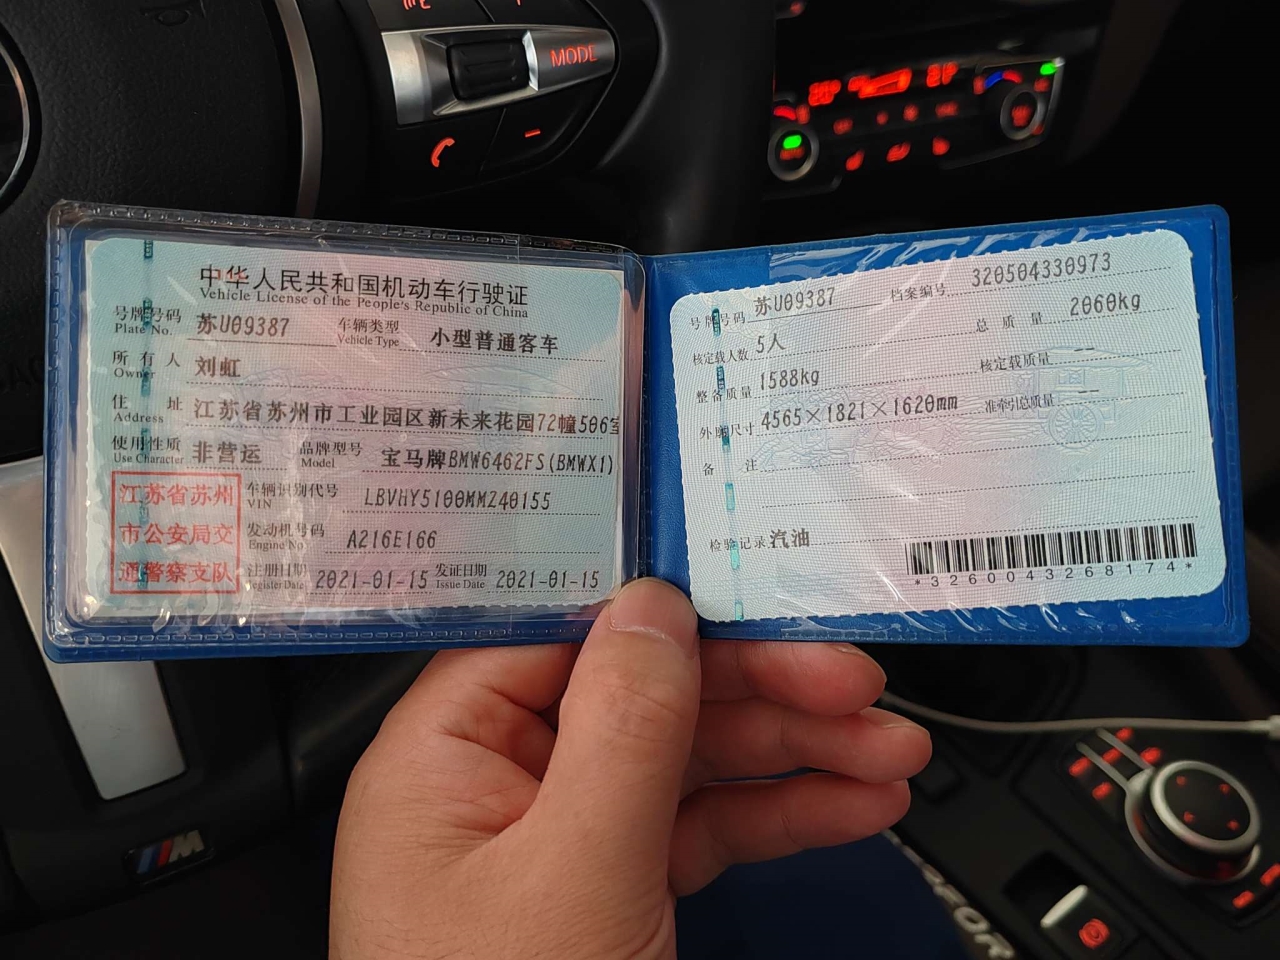 MODE
中华人民共和国机动车行驶证
Vehicle License of the People's Republic of China
号牌号码 苏U09387 车辆类型 小型普通客车
Plate No. Vehicle Type
所有人 刘虹
Owner
住址 江苏省苏州市工业园区新未来花园72幢506室
Address
使用性质 非营运 品牌型号 宝马牌BMW6462FS(BMWX1)
Use Character Model
江苏省苏州
市公安局交
通警察支队
车辆识别代号 LBVHY5100MMZ40155
VIN
发动机号码 A216E166
Engine No.
注册日期 2021-01-15 发证日期 2021-01-15
Register Date Issue Date
号牌号码 苏U09387 档案编号 320504330973
核定载人数 5人 总质量 2060kg
整备质量 1588kg 核定载质量 --
外廓尺寸 4565×1821×1620mm 准牵引总质量 --
备注
检验记录 汽油
*3260043268174*
M